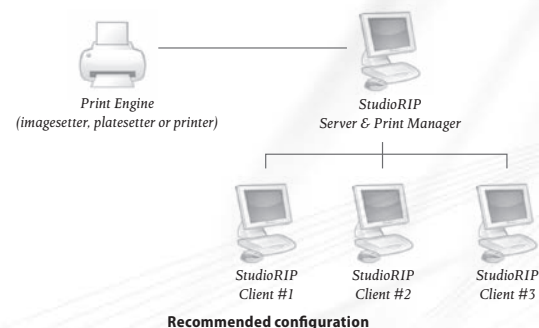 Print Engine
(imagesetter, platesetter or printer)
StudioRIP
Server & Print Manager
StudioRIP
Client #1
StudioRIP
Client #2
StudioRIP
Client #3
Recommended configuration